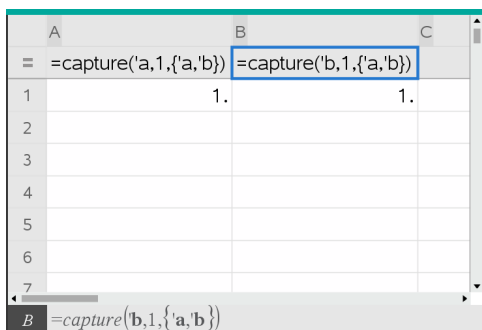 A B C
= =capture('a,1,{'a,'b}) =capture('b,1,{'a,'b})
1 1. 1.
2
3
4
5
6
7
B =capture('b,1,{'a,'b})